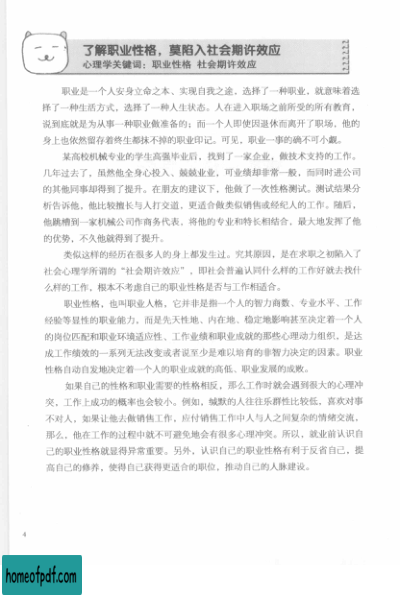 了解职业性格，莫陷入社会期许效应
心理学关键词：职业性格 社会期许效应
职业是一个人安身立命之本、实现自我之途，选择了一种职业，就意味着选
择了一种生活方式，选择了一种人生状态。人在进入职场之前所受的所有教育，
说到底就是为从事一种职业做准备的；而一个人即使因退休而离开了职场，他的
身上也依然留存着终生都抹不掉的职业印记。可见，职业一事的确不可小觑。
某高校机械专业的学生高强毕业后，找到了一家企业，做技术支持的工作。
几年过去了，虽然他全身心投入、兢兢业业，可业绩却非常一般，而同时进公司
的其他同事却得到了提升。在朋友的建议下，他做了一次性格测试。测试结果分
析告诉他，他比较擅长与人打交道，更适合做类似销售或经纪人的工作。随后，
他跳槽到一家机械公司作商务代表，将他的专业和特长相结合，最大地发挥了他
的优势，不久他就得到了提升。
类似这样的经历在很多人的身上都发生过。究其原因，是在求职之初陷入了
社会心理学所谓的“社会期许效应”，即社会普遍认同什么样的工作好就去找什
么样的工作，根本不考虑自己的职业性格是否与工作相适合。
职业性格，也叫职业人格，它并非是指一个人的智力商数、专业水平、工作
经验等显性的职业能力，而是先天性地、内在地、稳定地影响甚至决定着一个人
的岗位匹配和职业环境适应性、工作业绩和职业成就的那些心理动力组织，是达
成工作绩效的一系列无法改变或者说至少是难以培育的非智力决定的因素。职业
性格自动自发地决定着一个人的职业成就的高低、职业发展的成败。
如果自己的性格和职业需要的性格相反，那么工作时就会遇到很大的心理冲
突，工作上成功的概率也会较小。例如，缄默的人往往乐群性比较低，喜欢对事
不对人，如果让他去做销售工作，应付销售工作中人与人之间复杂的情绪交流，
那么，他在工作的过程中就不可避免地会有很多心理冲突。所以，就业前认识自
己的职业性格就显得异常重要。另外，认识自己的职业性格有利于反省自己，提
高自己的修养，使得自己获得更适合的职位，推动自己的人脉建设。
4
homeofpdf.com